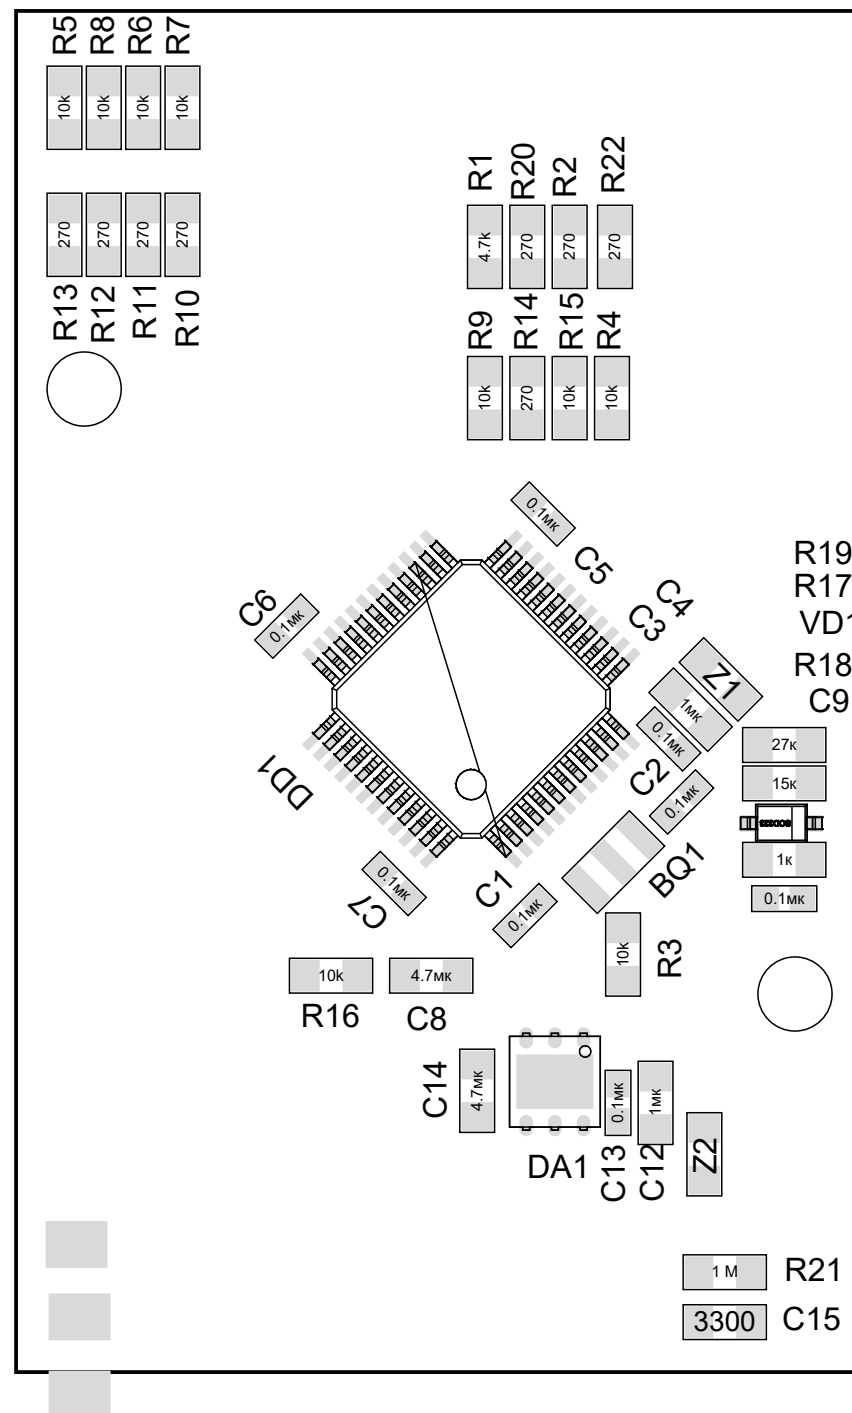 R5 R8 R6 R7
10k 10k 10k 10k
270 270 270 270
R13 R12 R11 R10
R1 R20 R2 R22
4.7k 270 270 270
R9 R14 R15 R4
10k 270 10k 10k
0.1мк
C5
C6
0.1мк
C4
C3
R19
R17
VD1
R18
C9
Z1
1мк
0.1мк
C2
0.1мк
27к
15к
1к
0.1мк
DD1
BQ1
C1
0.1мк
0.1мк
C7
10k
R3
10k
R16
4.7мк
C8
C14
4.7мк
DA1
0.1мк
C13
1мк
C12
Z2
1 М
R21
3300
C15